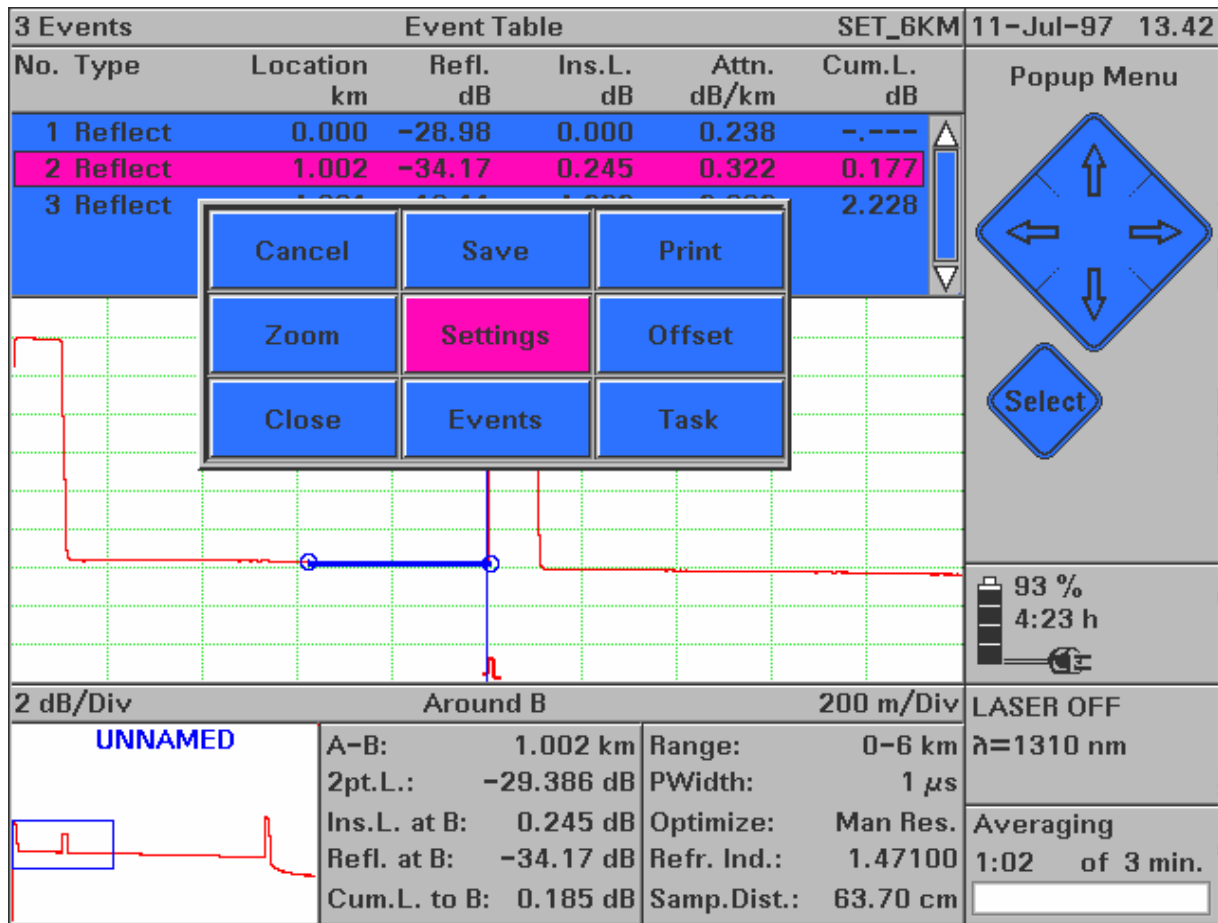 3 Events Event Table SET_6KM 11-Jul-97 13.42
No. Type Location Refl. Ins.L. Attn. Cum.L.
km dB dB dB/km dB
Popup Menu
1 Reflect 0.000 -28.98 0.000 0.238 -.---
2 Reflect 1.002 -34.17 0.245 0.322 0.177
3 Reflect 2.228
Cancel Save Print
Zoom Settings Offset
Close Events Task
Select
93 %
4:23 h
2 dB/Div Around B 200 m/Div
LASER OFF
λ=1310 nm
UNNAMED
A-B: 1.002 km Range: 0-6 km
2pt.L.: -29.386 dB PWidth: 1 µs
Ins.L. at B: 0.245 dB Optimize: Man Res.
Refl. at B: -34.17 dB Refr. Ind.: 1.47100
Cum.L. to B: 0.185 dB Samp.Dist.: 63.70 cm
Averaging
1:02 of 3 min.